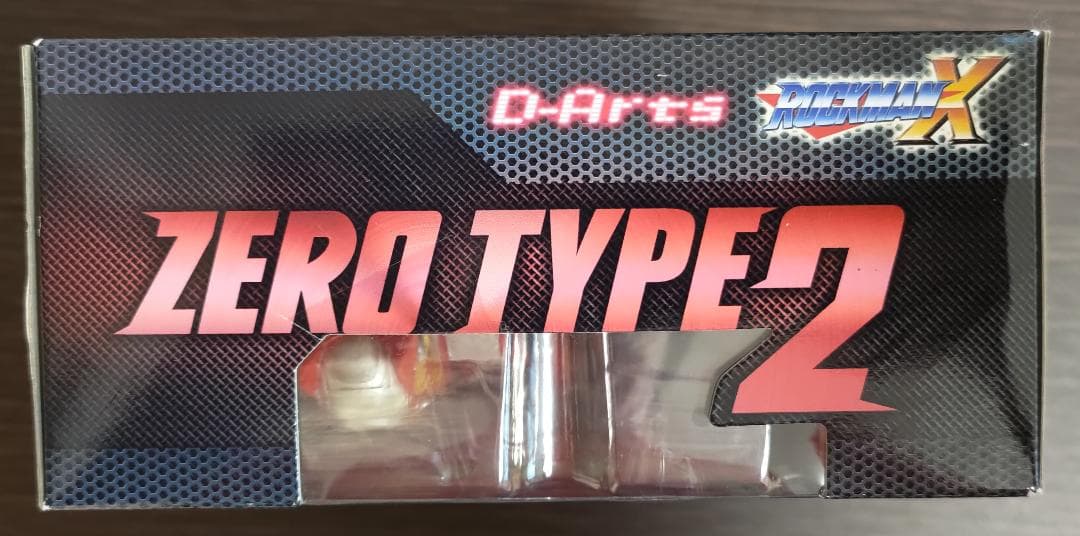 D-Arts
ROCKMAN X
ZERO TYPE 2